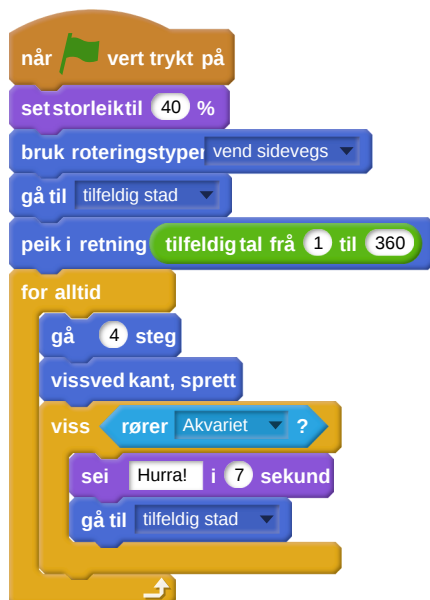 når vert trykt på
set storleik til 40 %
bruk roteringstypen vend sidevegs
gå til tilfeldig stad
peik i retning tilfeldig tal frå 1 til 360
for alltid
gå 4 steg
viss ved kant, sprett
viss rører Akvariet ?
sei Hurra! i 7 sekund
gå til tilfeldig stad